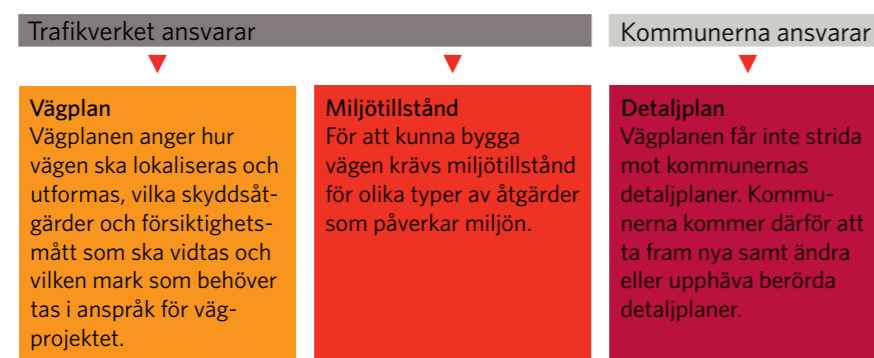 Trafikverket ansvarar
Kommunerna ansvarar
Vägplan
Vägplanen anger hur
vägen ska lokaliseras och
utformas, vilka skyddsåt-
gärder och försiktighets-
mått som ska vidtas och
vilken mark som behöver
tas i anspråk för väg-
projektet.
Miljötillstånd
För att kunna bygga
vägen krävs miljötillstånd
för olika typer av åtgärder
som påverkar miljön.
Detaljplan
Vägplanen får inte strida
mot kommunernas
detaljplaner. Kommu-
nerna kommer därför att
ta fram nya samt ändra
eller upphäva berörda
detaljplaner.